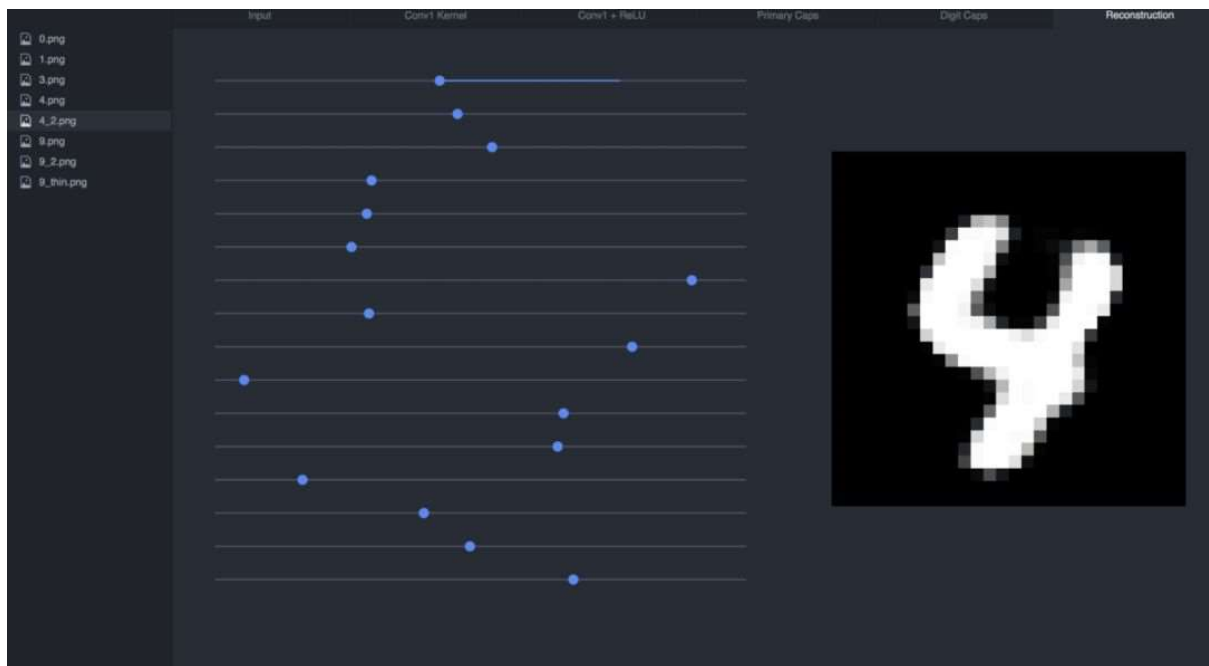 Input Conv1 Kernel Conv1 + ReLU Primary Caps Digit Caps Reconstruction
0.png
1.png
3.png
4.png
4_2.png
9.png
9_2.png
9_thin.png
4